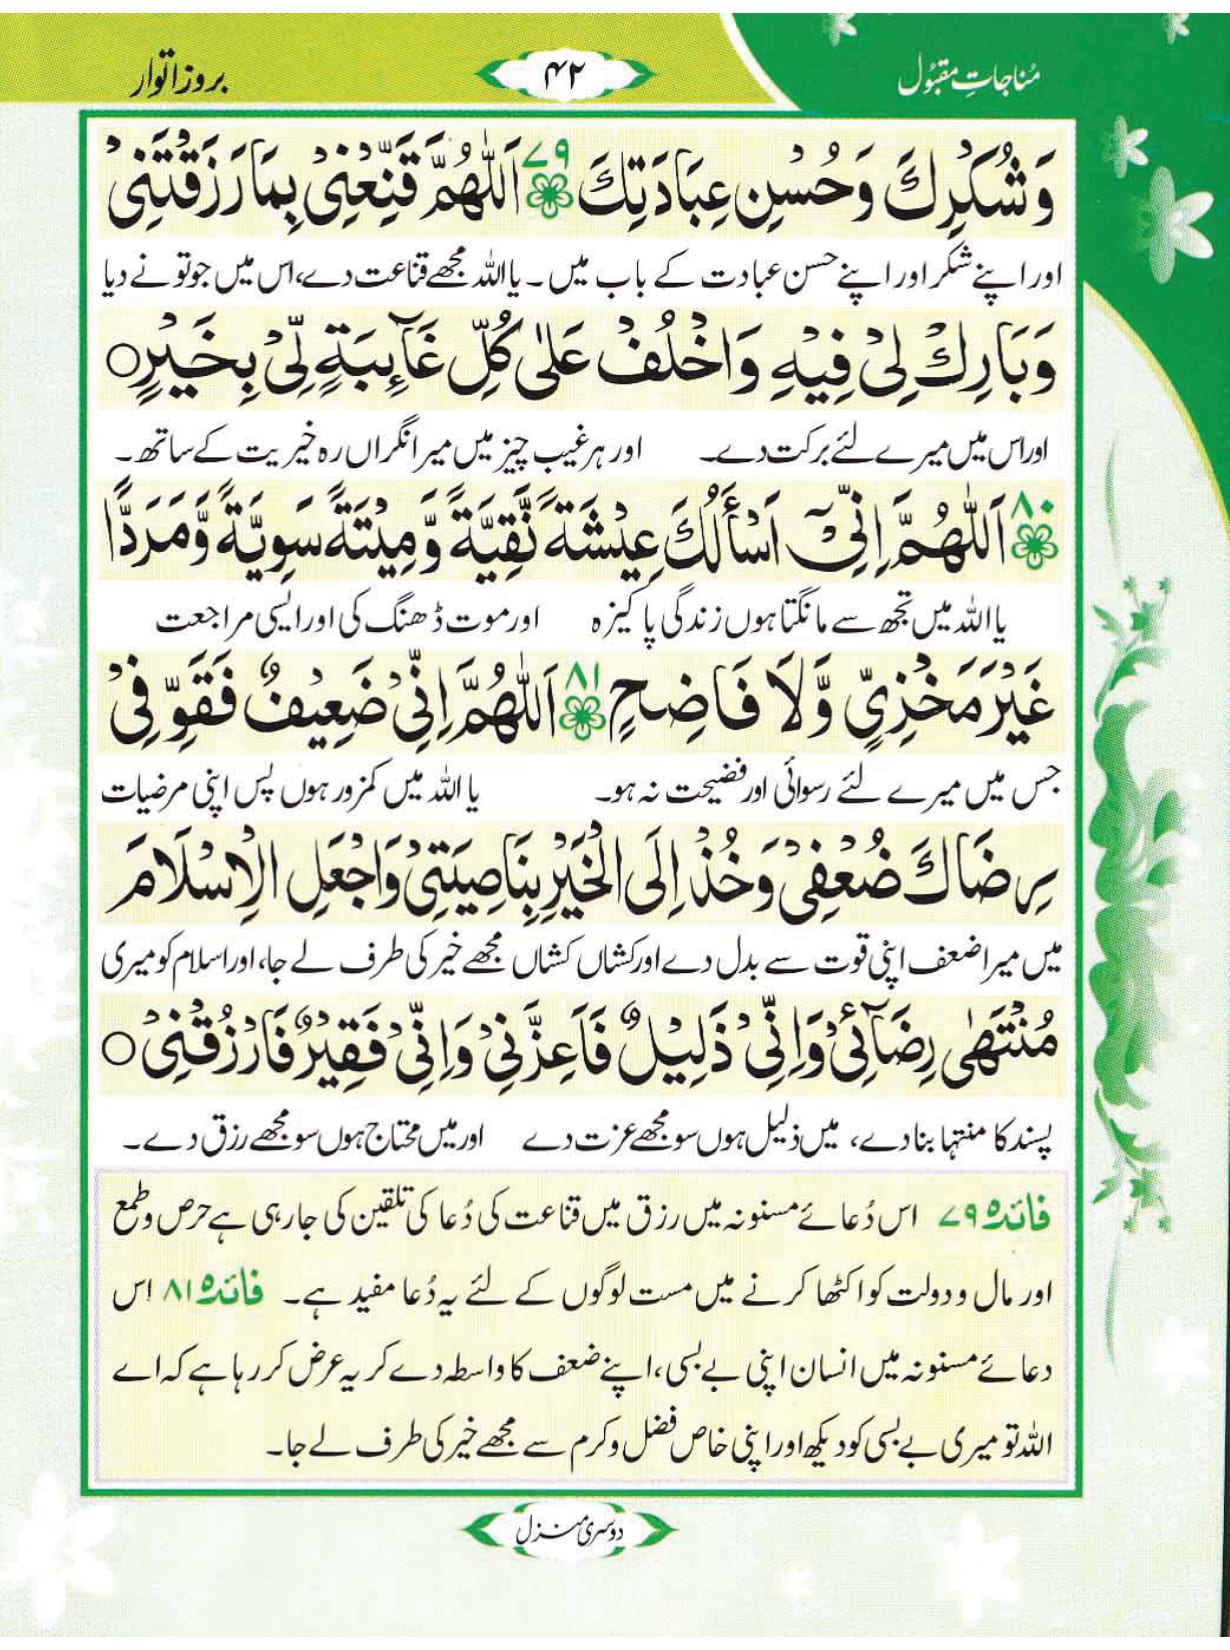 مُناجاتِ مقبُول
۴۲
بروز اتوار
وَشُكْرِكَ وَحُسْنِ عِبَادَتِكَ ۷۹ اَللّٰهُمَّ قَنِّعْنِىْ بِمَا رَزَقْتَنِىْ
اور اپنے شکر اور اپنے حسن عبادت کے باب میں۔ یا اللہ مجھے قناعت دے، اس میں جو تو نے دیا
وَبَارِكْ لِىْ فِيْهِ وَاخْلُفْ عَلٰى كُلِّ غَآئِبَةٍ لِّىْ بِخَيْرٍ○
اور اس میں میرے لئے برکت دے۔ اور ہر غیب چیز میں میرا نگراں رہ خیریت کے ساتھ۔
۸۰ اَللّٰهُمَّ اِنِّىْٓ اَسْأَلُكَ عِيْشَةً نَّقِيَّةً وَّمِيْتَةً سَوِيَّةً وَّمَرَدًّا
یا اللہ میں تجھ سے مانگتا ہوں زندگی پاکیزہ اور موت ڈھنگ کی اور ایسی مراجعت
غَيْرَ مَخْزِىٍّ وَّلَا فَاضِحٍ ۸۱ اَللّٰهُمَّ اِنِّىْ ضَعِيْفٌ فَقَوِّ فِىْ
جس میں میرے لئے رسوائی اور فضیحت نہ ہو۔ یا اللہ میں کمزور ہوں پس اپنی مرضیات
رِضَاكَ ضُعْفِىْ وَخُذْ اِلَى الْخَيْرِ بِنَاصِيَتِىْ وَاجْعَلِ الْاِسْلَامَ
میں میرا ضعف اپنی قوت سے بدل دے اور کشاں کشاں مجھے خیر کی طرف لے جا، اور اسلام کو میری
مُنْتَهٰى رِضَآئِىْ وَاِنِّىْ ذَلِيْلٌ فَاَعِزَّنِىْ وَاِنِّىْ فَقِيْرٌ فَارْزُقْنِىْ○
پسند کا منتہا بنا دے، میں ذلیل ہوں سو مجھے عزت دے اور میں محتاج ہوں سو مجھے رزق دے۔
فائدہ ۷۹ اس دُعائے مسنونہ میں رزق میں قناعت کی دُعا کی تلقین کی جارہی ہے حرص وطمع
اور مال و دولت کو اکٹھا کرنے میں مست لوگوں کے لئے یہ دُعا مفید ہے۔ فائدہ ۸۱ اس
دعائے مسنونہ میں انسان اپنی بے بسی، اپنے ضعف کا واسطہ دے کر یہ عرض کررہا ہے کہ اے
اللہ تو میری بے بسی کو دیکھ اور اپنی خاص فضل و کرم سے مجھے خیر کی طرف لے جا۔
دوسری منزل